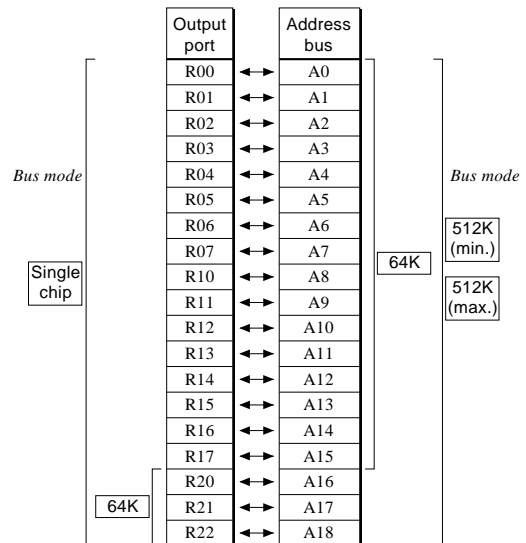 Output port
Address bus
R00 A0
R01 A1
R02 A2
R03 A3
Bus mode R04 A4 Bus mode
R05 A5
R06 A6
512K (min.)
R07 A7
64K
Single chip
R10 A8
R11 A9
512K (max.)
R12 A10
R13 A11
R14 A12
R15 A13
R16 A14
R17 A15
R20 A16
64K R21 A17
R22 A18